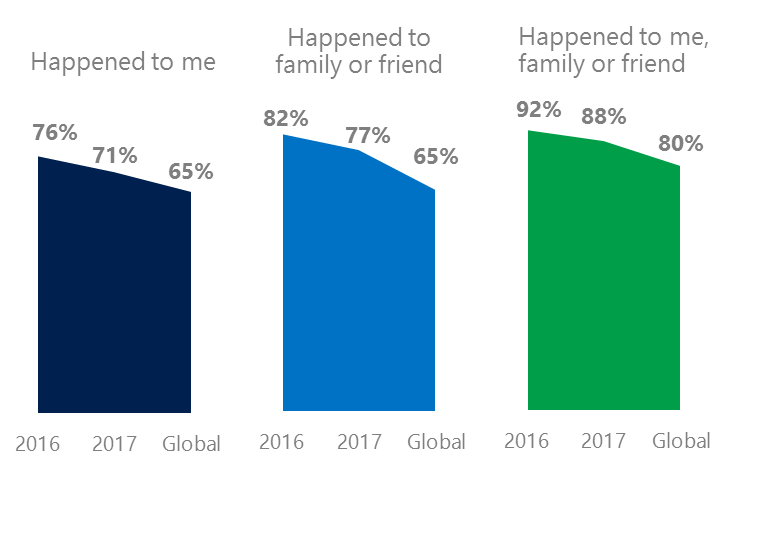 Happened to me
76%
71%
65%
2016 2017 Global
Happened to
family or friend
82%
77%
65%
2016 2017 Global
Happened to me,
family or friend
92%
88%
80%
2016 2017 Global